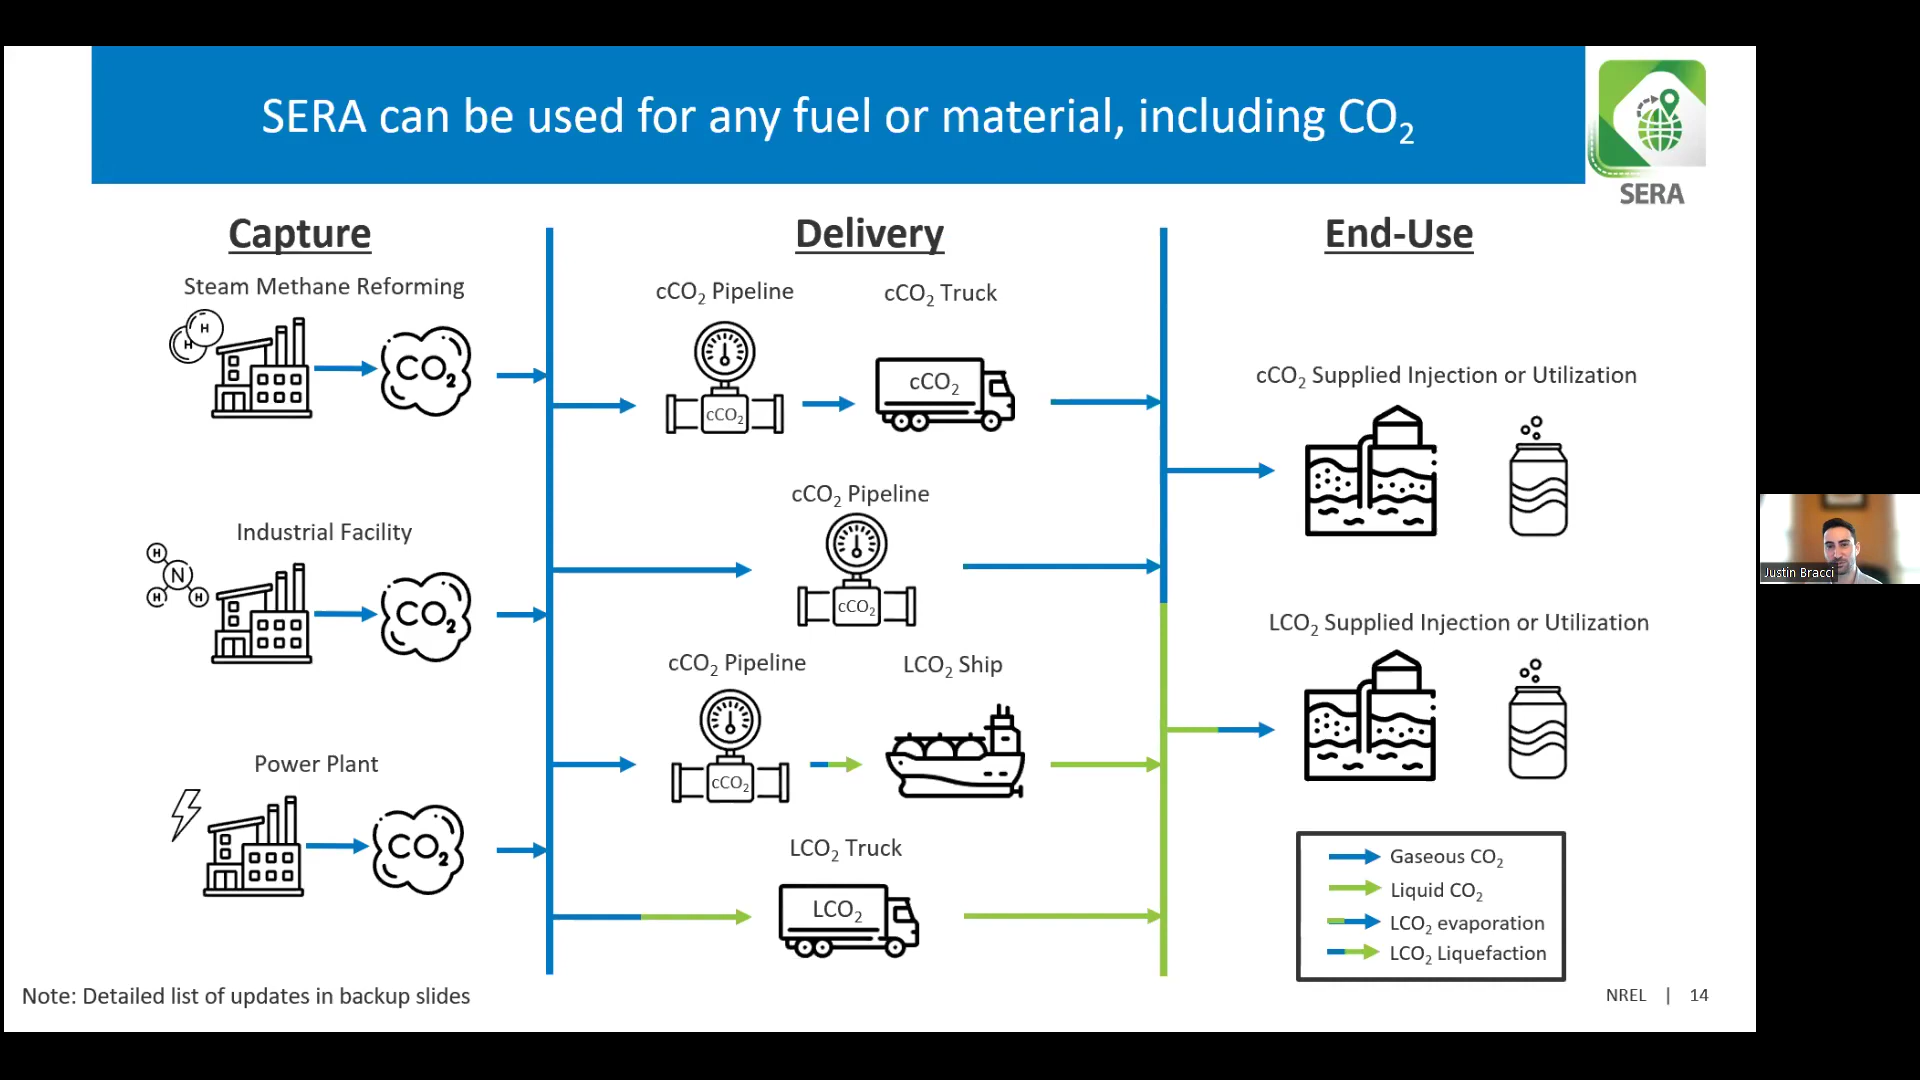 SERA can be used for any fuel or material, including CO₂
SERA
Capture
Delivery
End-Use
Steam Methane Reforming
H
H
CO₂
Industrial Facility
H
N
H
H
CO₂
Power Plant
CO₂
cCO₂ Pipeline
cCO₂
cCO₂ Truck
cCO₂
cCO₂ Pipeline
cCO₂
cCO₂ Pipeline
cCO₂
LCO₂ Ship
LCO₂ Truck
LCO₂
cCO₂ Supplied Injection or Utilization
LCO₂ Supplied Injection or Utilization
Gaseous CO₂
Liquid CO₂
LCO₂ evaporation
LCO₂ Liquefaction
Note: Detailed list of updates in backup slides
NREL | 14
Justin Bracci